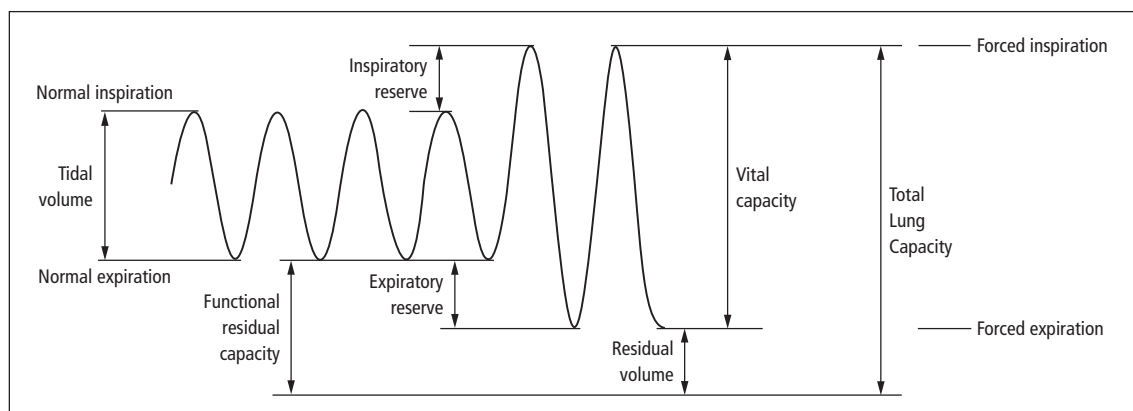 Forced inspiration
Inspiratory
reserve
Normal inspiration
Tidal
volume
Vital
capacity
Total
Lung
Capacity
Normal expiration
Expiratory
reserve
Functional
residual
capacity
Forced expiration
Residual
volume